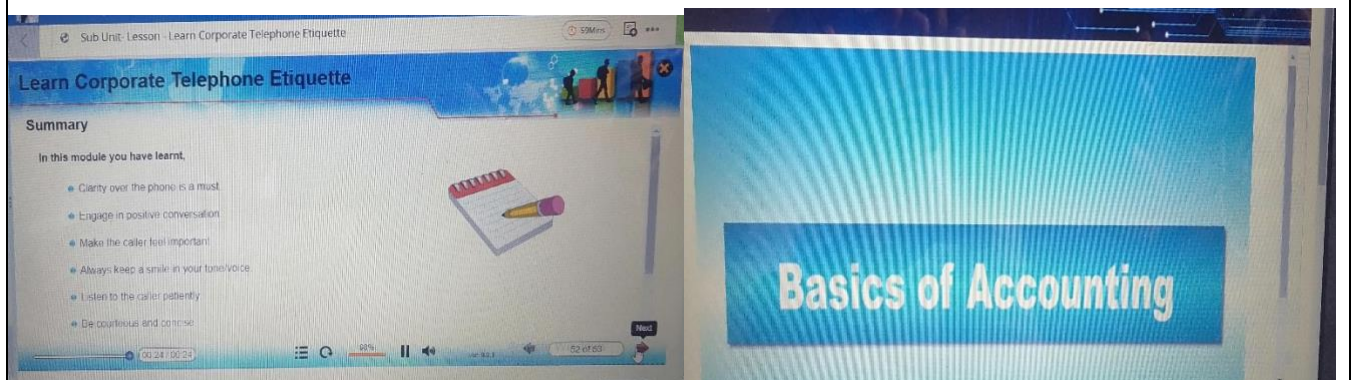 Sub Unit- Lesson - Learn Corporate Telephone Etiquette
59Mins
Learn Corporate Telephone Etiquette
Summary
In this module you have learnt,
Clarity over the phone is a must
Engage in positive conversation
Make the caller feel important
Always keep a smile in your tone/voice
Listen to the caller patiently
Be courteous and concise
Next
00:24 / 00:24
98%
52 of 53
Basics of Accounting